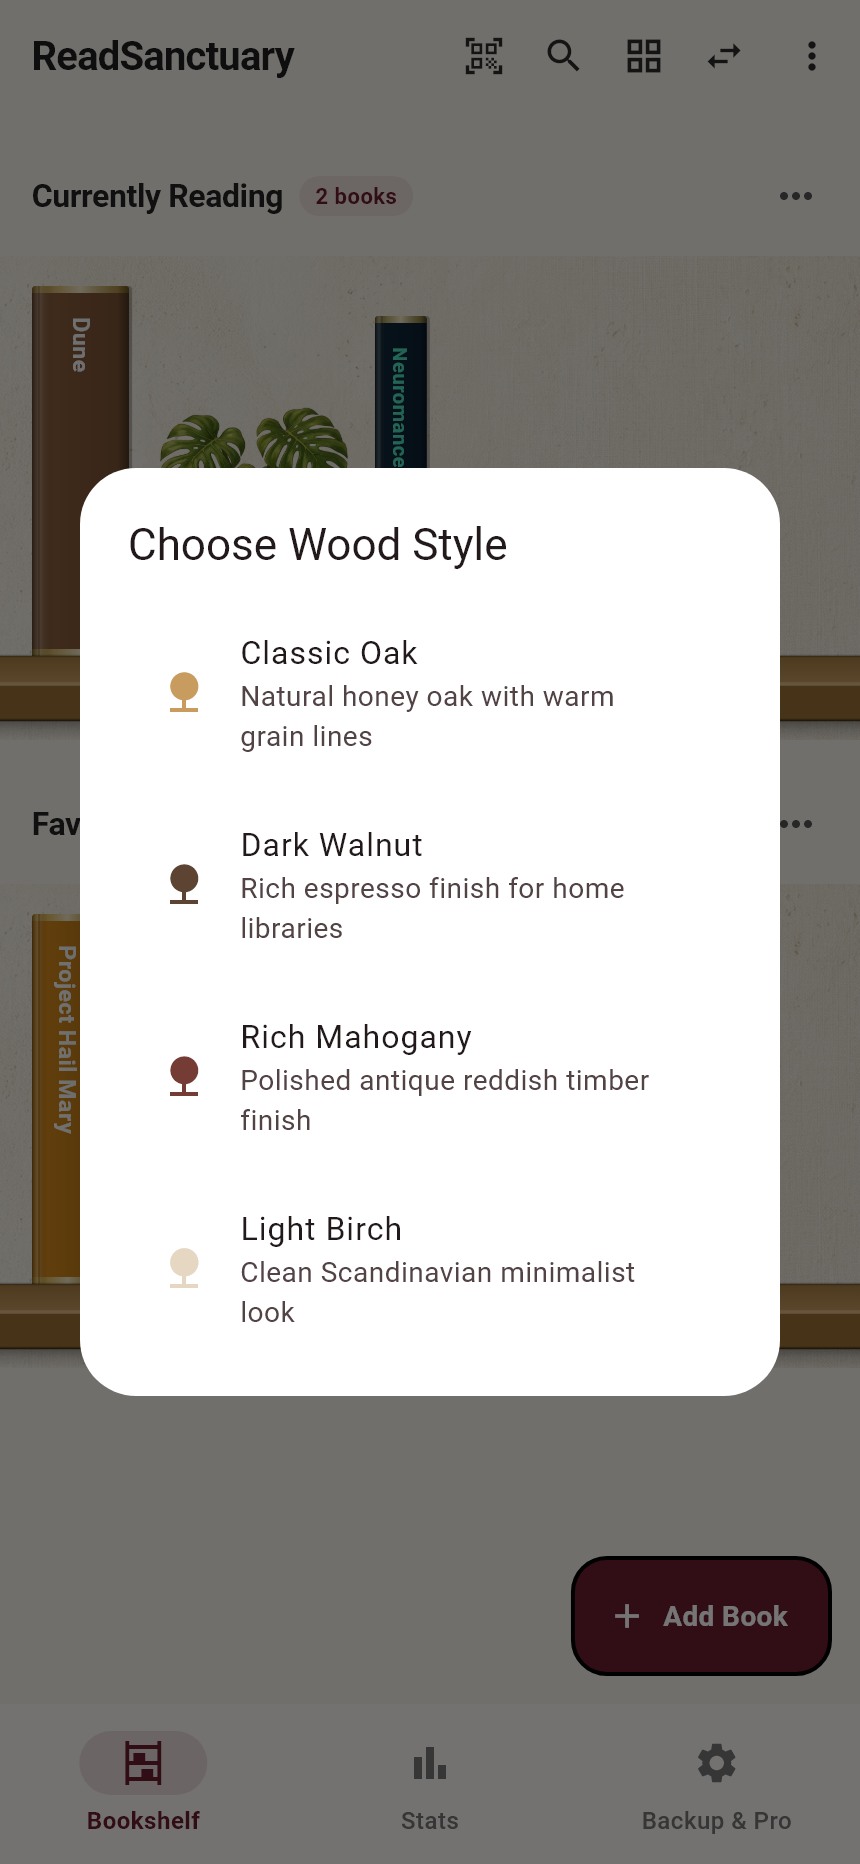 ReadSanctuary
Currently Reading
2 books
Dune
Neuromance
Choose Wood Style
Classic Oak
Natural honey oak with warm
grain lines
Dark Walnut
Rich espresso finish for home
libraries
Rich Mahogany
Polished antique reddish timber
finish
Light Birch
Clean Scandinavian minimalist
look
Fav
Project Hail Mary
Add Book
Bookshelf
Stats
Backup & Pro